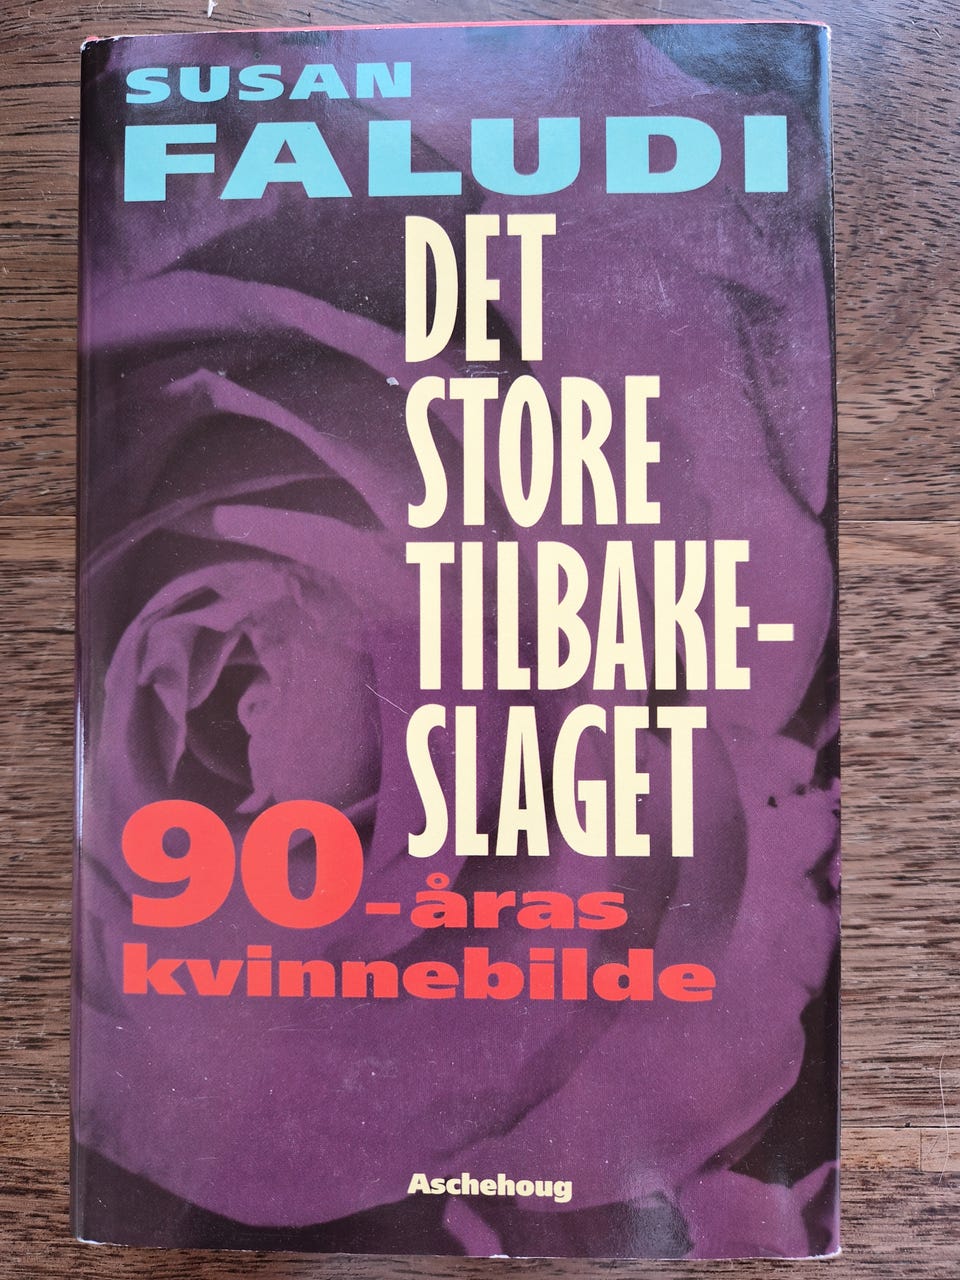 SUSAN
FALUDI
DET
STORE
TILBAKE-
SLAGET
90-åras
kvinnebilde
Aschehoug